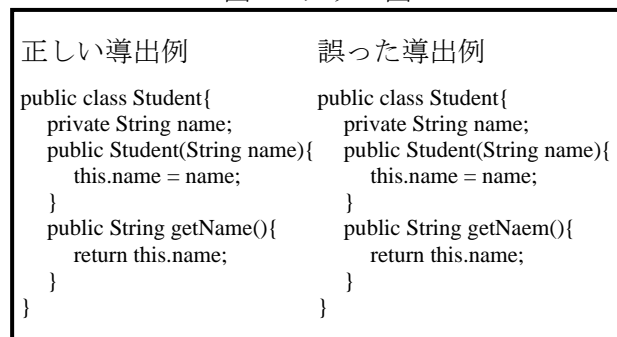 正しい導出例
public class Student{
private String name;
public Student(String name){
this.name = name;
}
public String getName(){
return this.name;
}
}
誤った導出例
public class Student{
private String name;
public Student(String name){
this.name = name;
}
public String getNaem(){
return this.name;
}
}